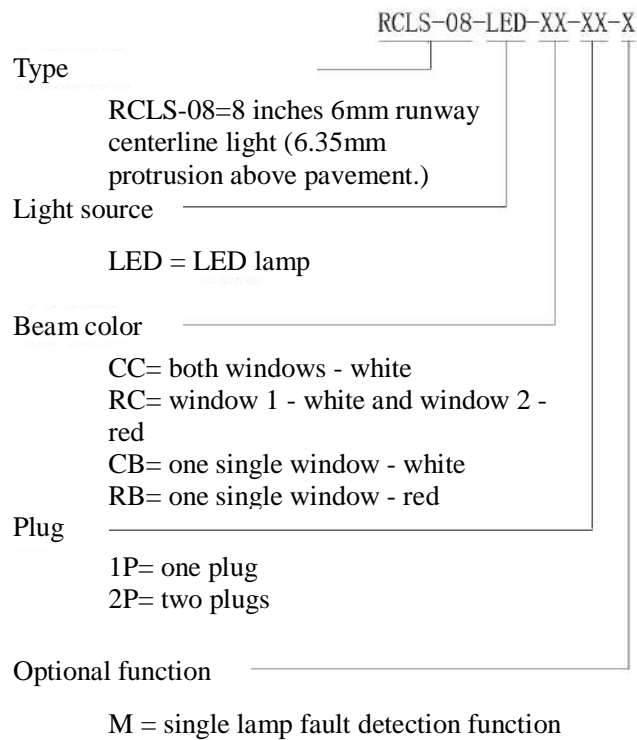 RCLS-08-LED-XX-XX-X
Type
RCLS-08=8 inches 6mm runway
centerline light (6.35mm
protrusion above pavement.)
Light source
LED = LED lamp
Beam color
CC= both windows - white
RC= window 1 - white and window 2 -
red
CB= one single window - white
RB= one single window - red
Plug
1P= one plug
2P= two plugs
Optional function
M = single lamp fault detection function